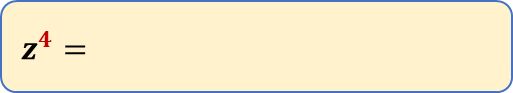 z⁴ =